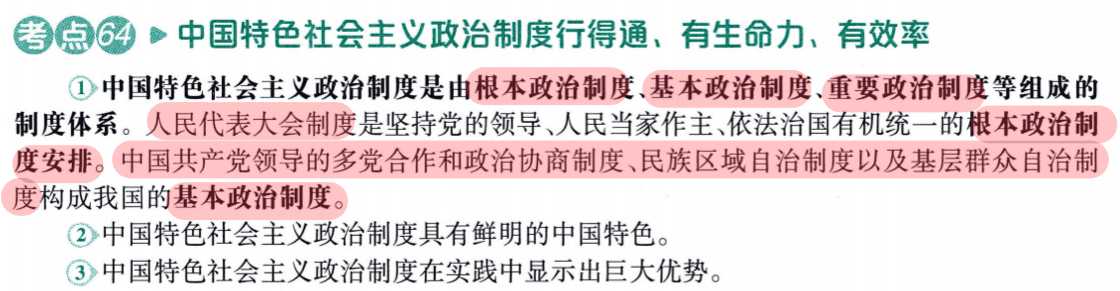 考点64 ▶ 中国特色社会主义政治制度行得通、有生命力、有效率
①中国特色社会主义政治制度是由根本政治制度、基本政治制度、重要政治制度等组成的
制度体系。人民代表大会制度是坚持党的领导、人民当家作主、依法治国有机统一的根本政治制
度安排。中国共产党领导的多党合作和政治协商制度、民族区域自治制度以及基层群众自治制
度构成我国的基本政治制度。
②中国特色社会主义政治制度具有鲜明的中国特色。
③中国特色社会主义政治制度在实践中显示出巨大优势。